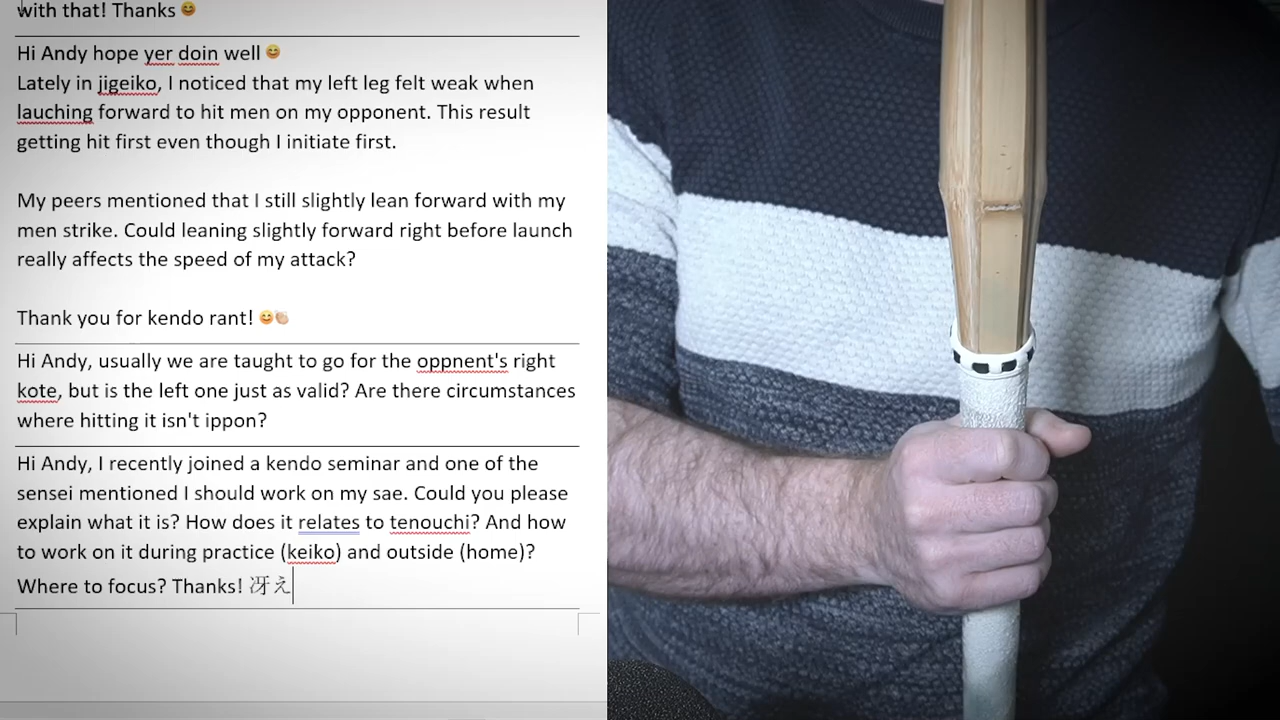 with that! Thanks 😊
Hi Andy hope yer doin well 😊
Lately in jigeiko, I noticed that my left leg felt weak when
lauching forward to hit men on my opponent. This result
getting hit first even though I initiate first.
My peers mentioned that I still slightly lean forward with my
men strike. Could leaning slightly forward right before launch
really affects the speed of my attack?
Thank you for kendo rant! 😊👏🏻
Hi Andy, usually we are taught to go for the oppnent's right
kote, but is the left one just as valid? Are there circumstances
where hitting it isn't ippon?
Hi Andy, I recently joined a kendo seminar and one of the
sensei mentioned I should work on my sae. Could you please
explain what it is? How does it relates to tenouchi? And how
to work on it during practice (keiko) and outside (home)?
Where to focus? Thanks! 冴え